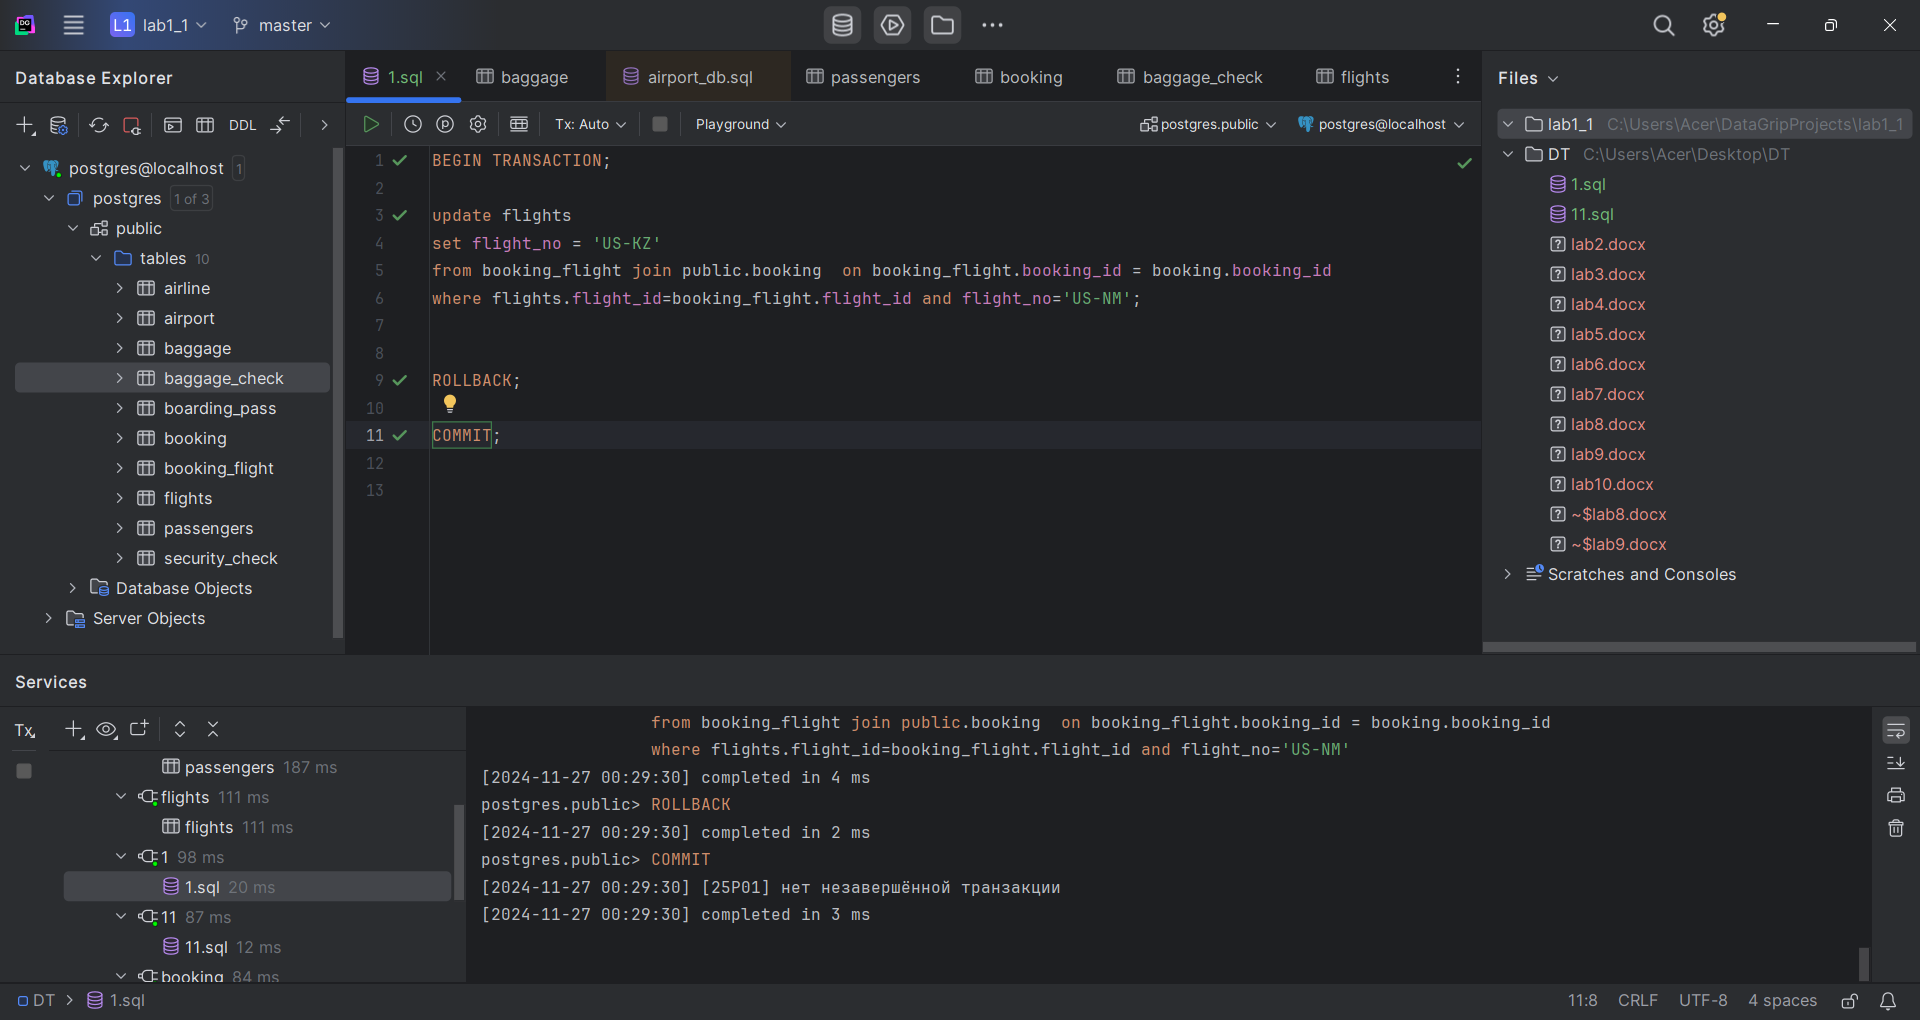 L1 lab1_1 master
Database Explorer
DDL
postgres@localhost 1
postgres 1 of 3
public
tables 10
airline
airport
baggage
baggage_check
boarding_pass
booking
booking_flight
flights
passengers
security_check
Database Objects
Server Objects
1.sql baggage airport_db.sql passengers booking baggage_check flights
Tx: Auto Playground postgres.public postgres@localhost
1 BEGIN TRANSACTION;
2
3 update flights
4 set flight_no = 'US-KZ'
5 from booking_flight join public.booking  on booking_flight.booking_id = booking.booking_id
6 where flights.flight_id=booking_flight.flight_id and flight_no='US-NM';
7
8
9 ROLLBACK;
10
11 COMMIT;
12
13
Files
lab1_1 C:\Users\Acer\DataGripProjects\lab1_1
DT C:\Users\Acer\Desktop\DT
1.sql
11.sql
lab2.docx
lab3.docx
lab4.docx
lab5.docx
lab6.docx
lab7.docx
lab8.docx
lab9.docx
lab10.docx
~$lab8.docx
~$lab9.docx
Scratches and Consoles
Services
Tx
passengers 187 ms
flights 111 ms
flights 111 ms
1 98 ms
1.sql 20 ms
11 87 ms
11.sql 12 ms
booking 84 ms
from booking_flight join public.booking  on booking_flight.booking_id = booking.booking_id
where flights.flight_id=booking_flight.flight_id and flight_no='US-NM'
[2024-11-27 00:29:30] completed in 4 ms
postgres.public> ROLLBACK
[2024-11-27 00:29:30] completed in 2 ms
postgres.public> COMMIT
[2024-11-27 00:29:30] [25P01] нет незавершённой транзакции
[2024-11-27 00:29:30] completed in 3 ms
DT > 1.sql
11:8 CRLF UTF-8 4 spaces